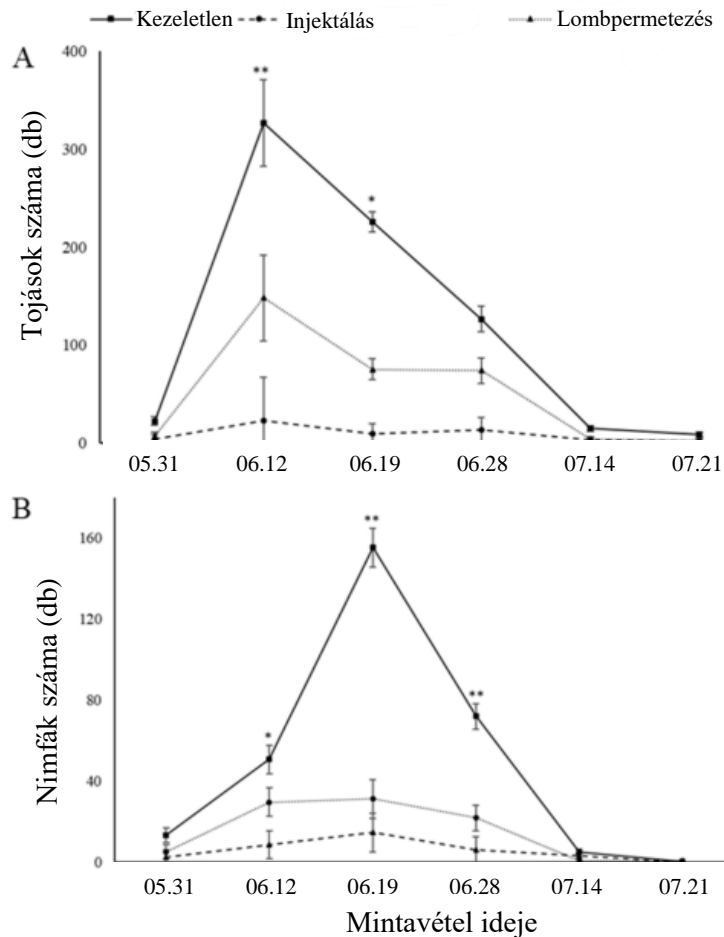 Kezeletlen Injektálás Lombpermetezés
A
400
**
300
*
200
100
0
Tojások száma (db)
05.31 06.12 06.19 06.28 07.14 07.21
B
**
160
120
**
80
*
40
0
Nimfák száma (db)
05.31 06.12 06.19 06.28 07.14 07.21
Mintavétel ideje